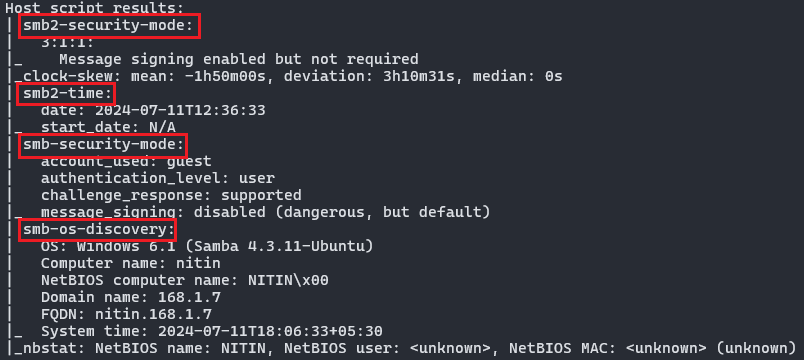 Host script results:
| smb2-security-mode:
|   3:1:1:
|_    Message signing enabled but not required
|_clock-skew: mean: -1h50m00s, deviation: 3h10m31s, median: 0s
| smb2-time:
|   date: 2024-07-11T12:36:33
|_  start_date: N/A
| smb-security-mode:
|   account_used: guest
|   authentication_level: user
|   challenge_response: supported
|_  message_signing: disabled (dangerous, but default)
| smb-os-discovery:
|   OS: Windows 6.1 (Samba 4.3.11-Ubuntu)
|   Computer name: nitin
|   NetBIOS computer name: NITIN\x00
|   Domain name: 168.1.7
|   FQDN: nitin.168.1.7
|_  System time: 2024-07-11T18:06:33+05:30
|_nbstat: NetBIOS name: NITIN, NetBIOS user: <unknown>, NetBIOS MAC: <unknown> (unknown)